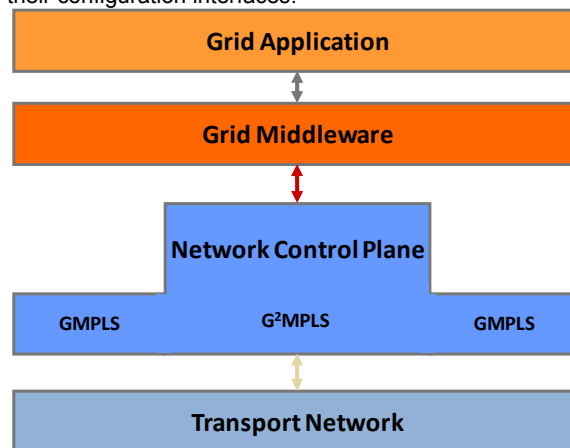 their configuration interfaces.
Grid Application
Grid Middleware
Network Control Plane
GMPLS G²MPLS GMPLS
Transport Network